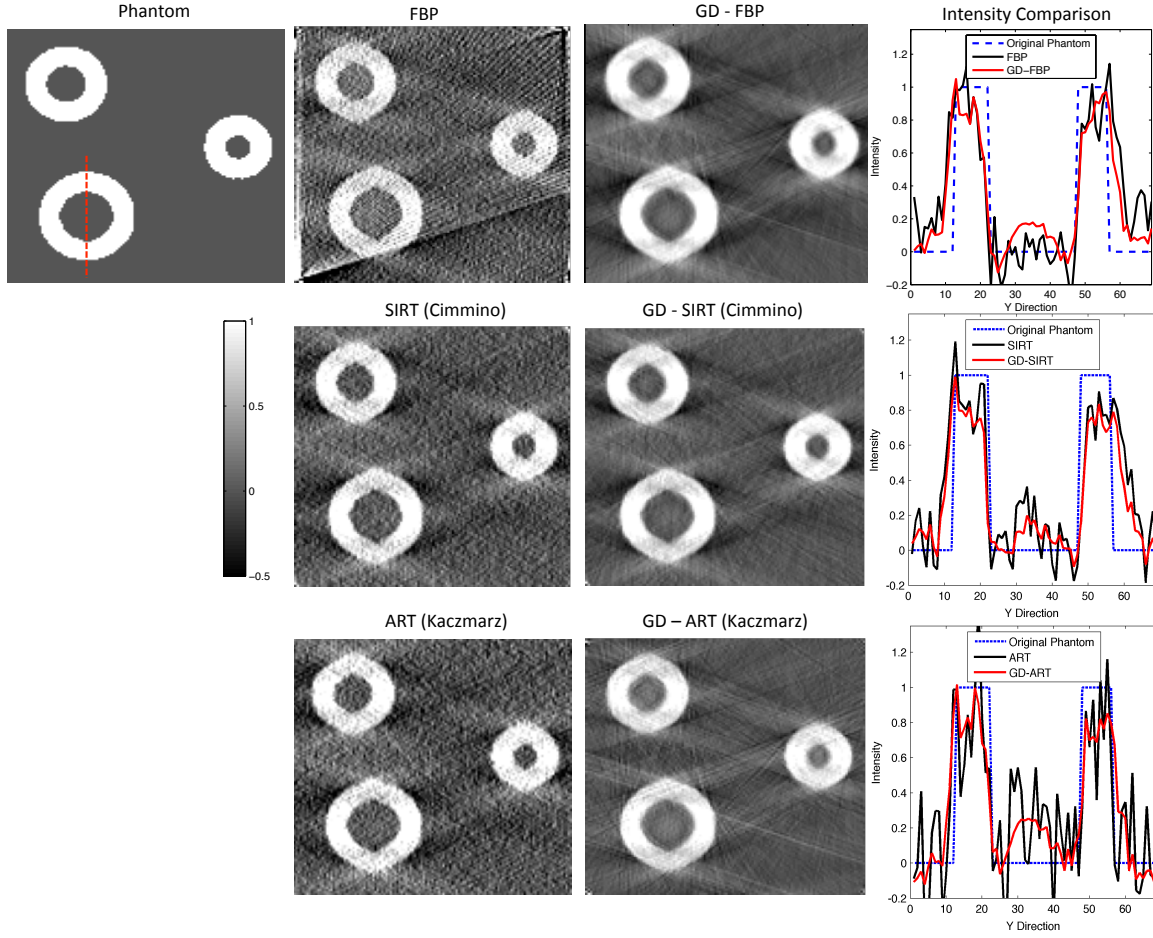 Phantom
FBP
GD - FBP
Intensity Comparison
Original Phantom
FBP
GD−FBP
Intensity
1.2
1
0.8
0.6
0.4
0.2
0
−0.2
0 10 20 30 40 50 60
Y Direction
SIRT (Cimmino)
GD - SIRT (Cimmino)
1
0.5
0
−0.5
Original Phantom
SIRT
GD-SIRT
Intensity
1.2
1
0.8
0.6
0.4
0.2
0
-0.2
0 10 20 30 40 50 60
Y Direction
ART (Kaczmarz)
GD – ART (Kaczmarz)
Original Phantom
ART
GD-ART
Intensity
1.2
1
0.8
0.6
0.4
0.2
0
-0.2
0 10 20 30 40 50 60
Y Direction